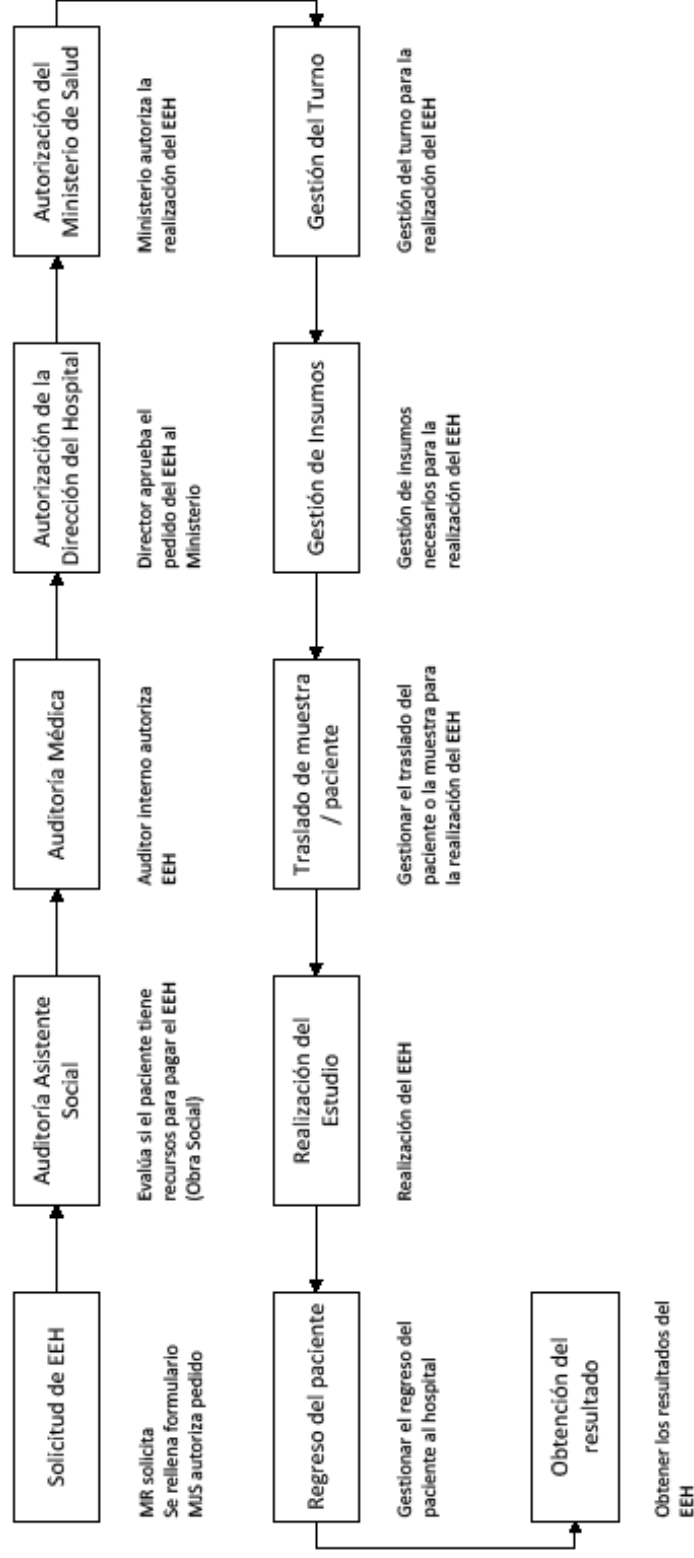 Solicitud de EEH
MR solicita
Se rellena formulario
MJS autoriza pedido
Auditoría Asistente
Social
Evalúa si el paciente tiene
recursos para pagar el EEH
(Obra Social)
Auditoría Médica
Auditor interno autoriza
EEH
Autorización de la
Dirección del Hospital
Director aprueba el
pedido del EEH al
Ministerio
Autorización del
Ministerio de Salud
Ministerio autoriza la
realización del EEH
Gestión del Turno
Gestión del turno para la
realización del EEH
Gestión de Insumos
Gestión de insumos
necesarios para la
realización del EEH
Traslado de muestra
/ paciente
Gestionar el traslado del
paciente o la muestra para
la realización del EEH
Realización del
Estudio
Realización del EEH
Regreso del paciente
Gestionar el regreso del
paciente al hospital
Obtención del
resultado
Obtener los resultados del
EEH